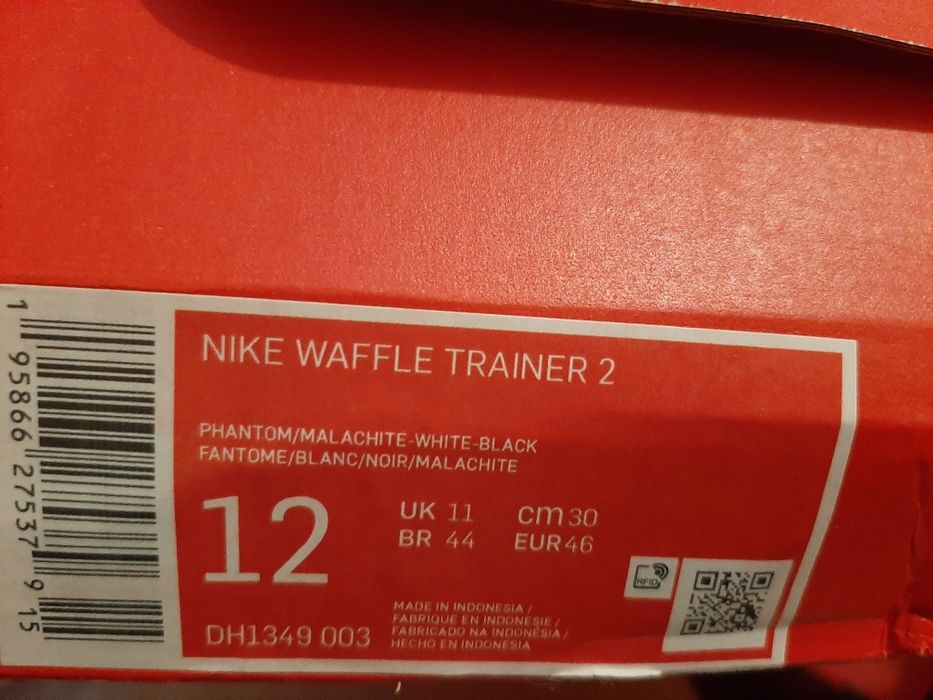 NIKE WAFFLE TRAINER 2
PHANTOM/MALACHITE-WHITE-BLACK
FANTOME/BLANC/NOIR/MALACHITE
12
UK 11 cm 30
BR 44 EUR 46
RFID
DH1349 003
MADE IN INDONESIA /
FABRIQUE EN INDONESIE /
FABRICADO NA INDONÉSIA /
HECHO EN INDONESIA
1 95866 27537 9 15